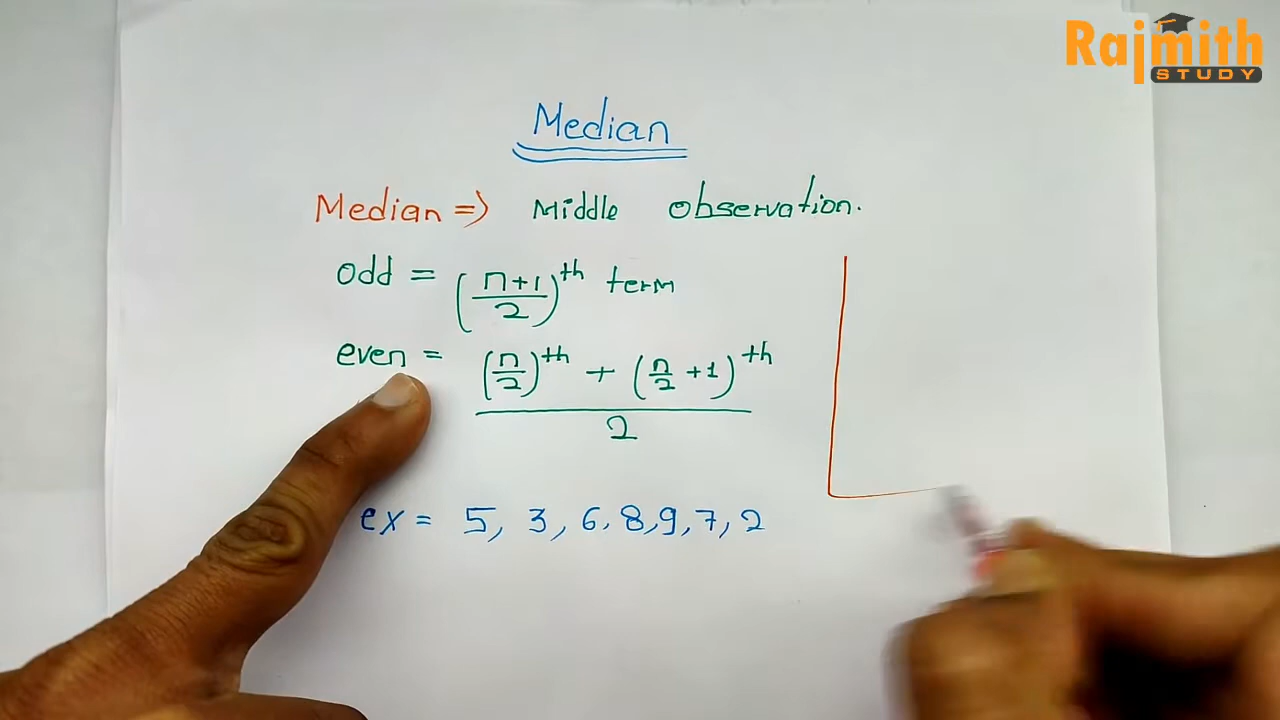 Rajmith
STUDY
Median
Median => Middle observation.
odd = (n+1/2)th term
even = (n/2)th + (n/2 +1)th
2
ex = 5, 3, 6, 8, 9, 7, 2